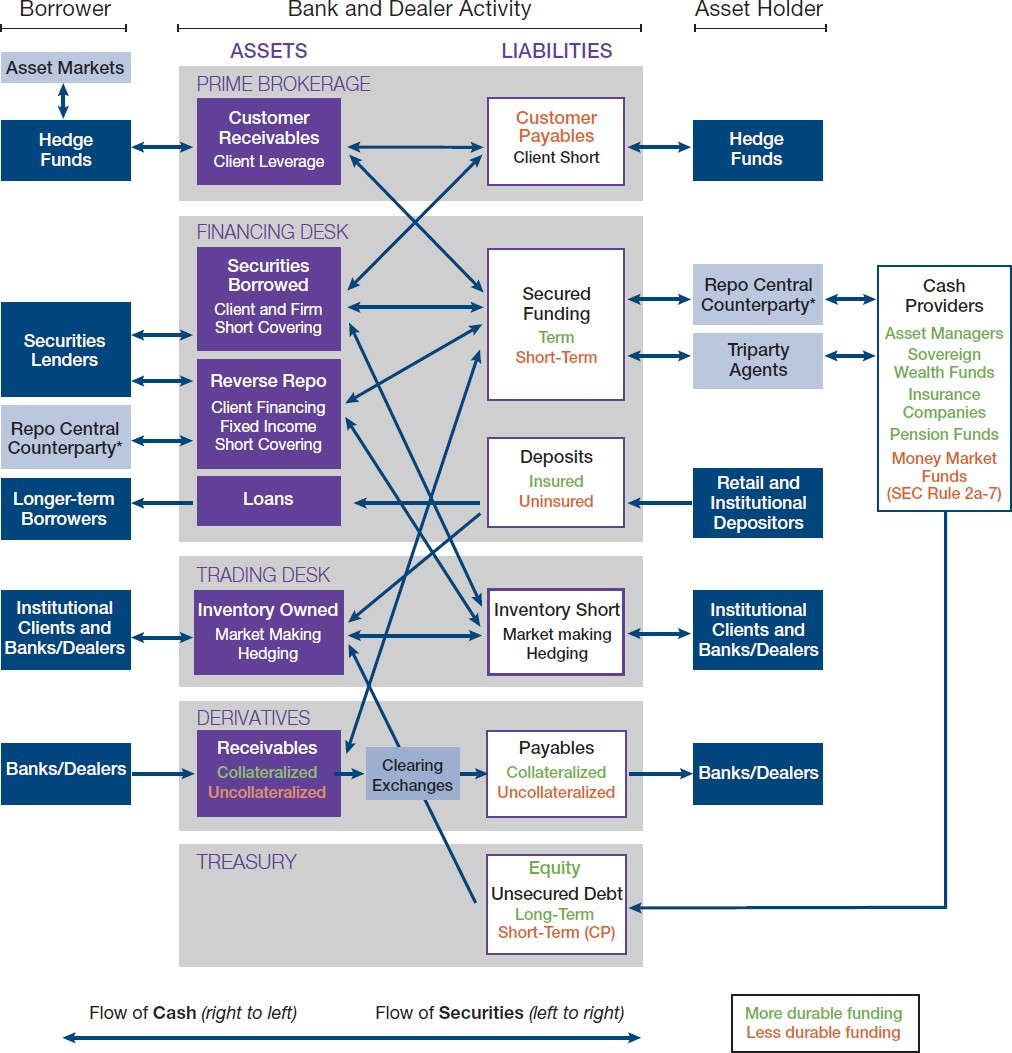 Borrower
Bank and Dealer Activity
Asset Holder
ASSETS
LIABILITIES
Asset Markets
Hedge
Funds
PRIME BROKERAGE
Customer
Receivables
Client Leverage
Customer
Payables
Client Short
Hedge
Funds
FINANCING DESK
Securities
Borrowed
Client and Firm
Short Covering
Secured
Funding
Term
Short-Term
Repo Central
Counterparty*
Triparty
Agents
Cash
Providers
Asset Managers
Sovereign
Wealth Funds
Insurance
Companies
Pension Funds
Money Market
Funds
(SEC Rule 2a-7)
Securities
Lenders
Reverse Repo
Client Financing
Fixed Income
Short Covering
Repo Central
Counterparty*
Longer-term
Borrowers
Loans
Deposits
Insured
Uninsured
Retail and
Institutional
Depositors
TRADING DESK
Institutional
Clients and
Banks/Dealers
Inventory Owned
Market Making
Hedging
Inventory Short
Market making
Hedging
Institutional
Clients and
Banks/Dealers
DERIVATIVES
Banks/Dealers
Receivables
Collateralized
Uncollateralized
Clearing
Exchanges
Payables
Collateralized
Uncollateralized
Banks/Dealers
TREASURY
Equity
Unsecured Debt
Long-Term
Short-Term (CP)
Flow of Cash (right to left)
Flow of Securities (left to right)
More durable funding
Less durable funding